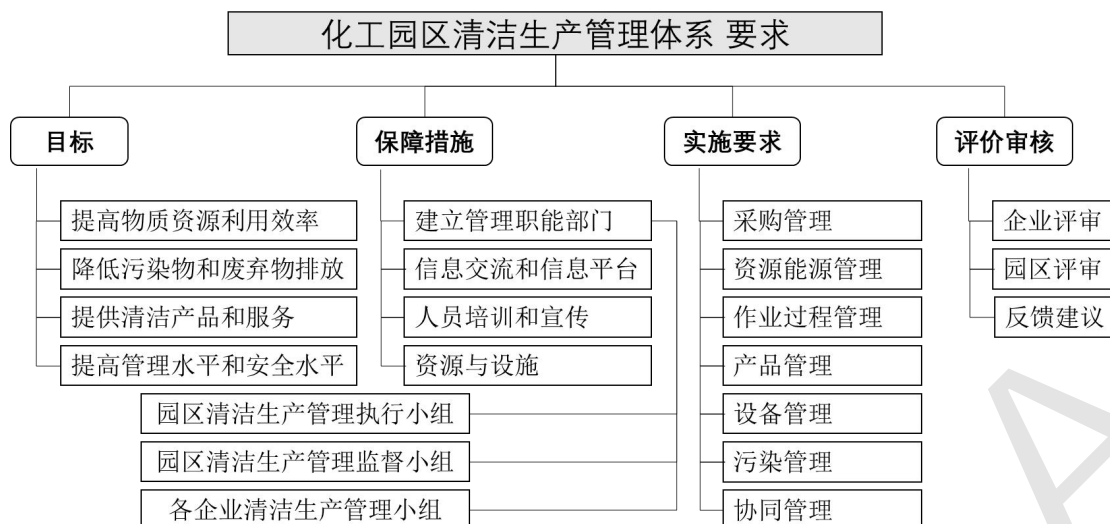 化工园区清洁生产管理体系 要求
目标
保障措施
实施要求
评价审核
提高物质资源利用效率
降低污染物和废弃物排放
提供清洁产品和服务
提高管理水平和安全水平
建立管理职能部门
信息交流和信息平台
人员培训和宣传
资源与设施
园区清洁生产管理执行小组
园区清洁生产管理监督小组
各企业清洁生产管理小组
采购管理
资源能源管理
作业过程管理
产品管理
设备管理
污染管理
协同管理
企业评审
园区评审
反馈建议
A